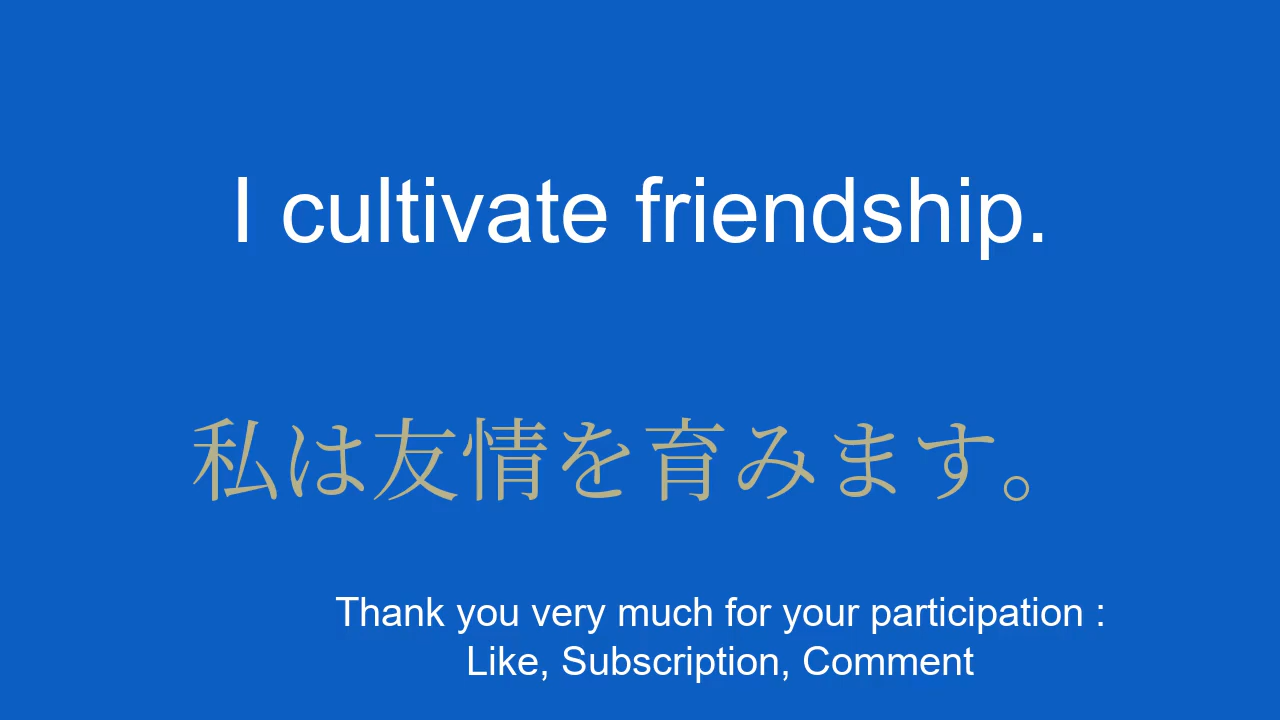 I cultivate friendship.
私は友情を育みます。
Thank you very much for your participation :
Like, Subscription, Comment